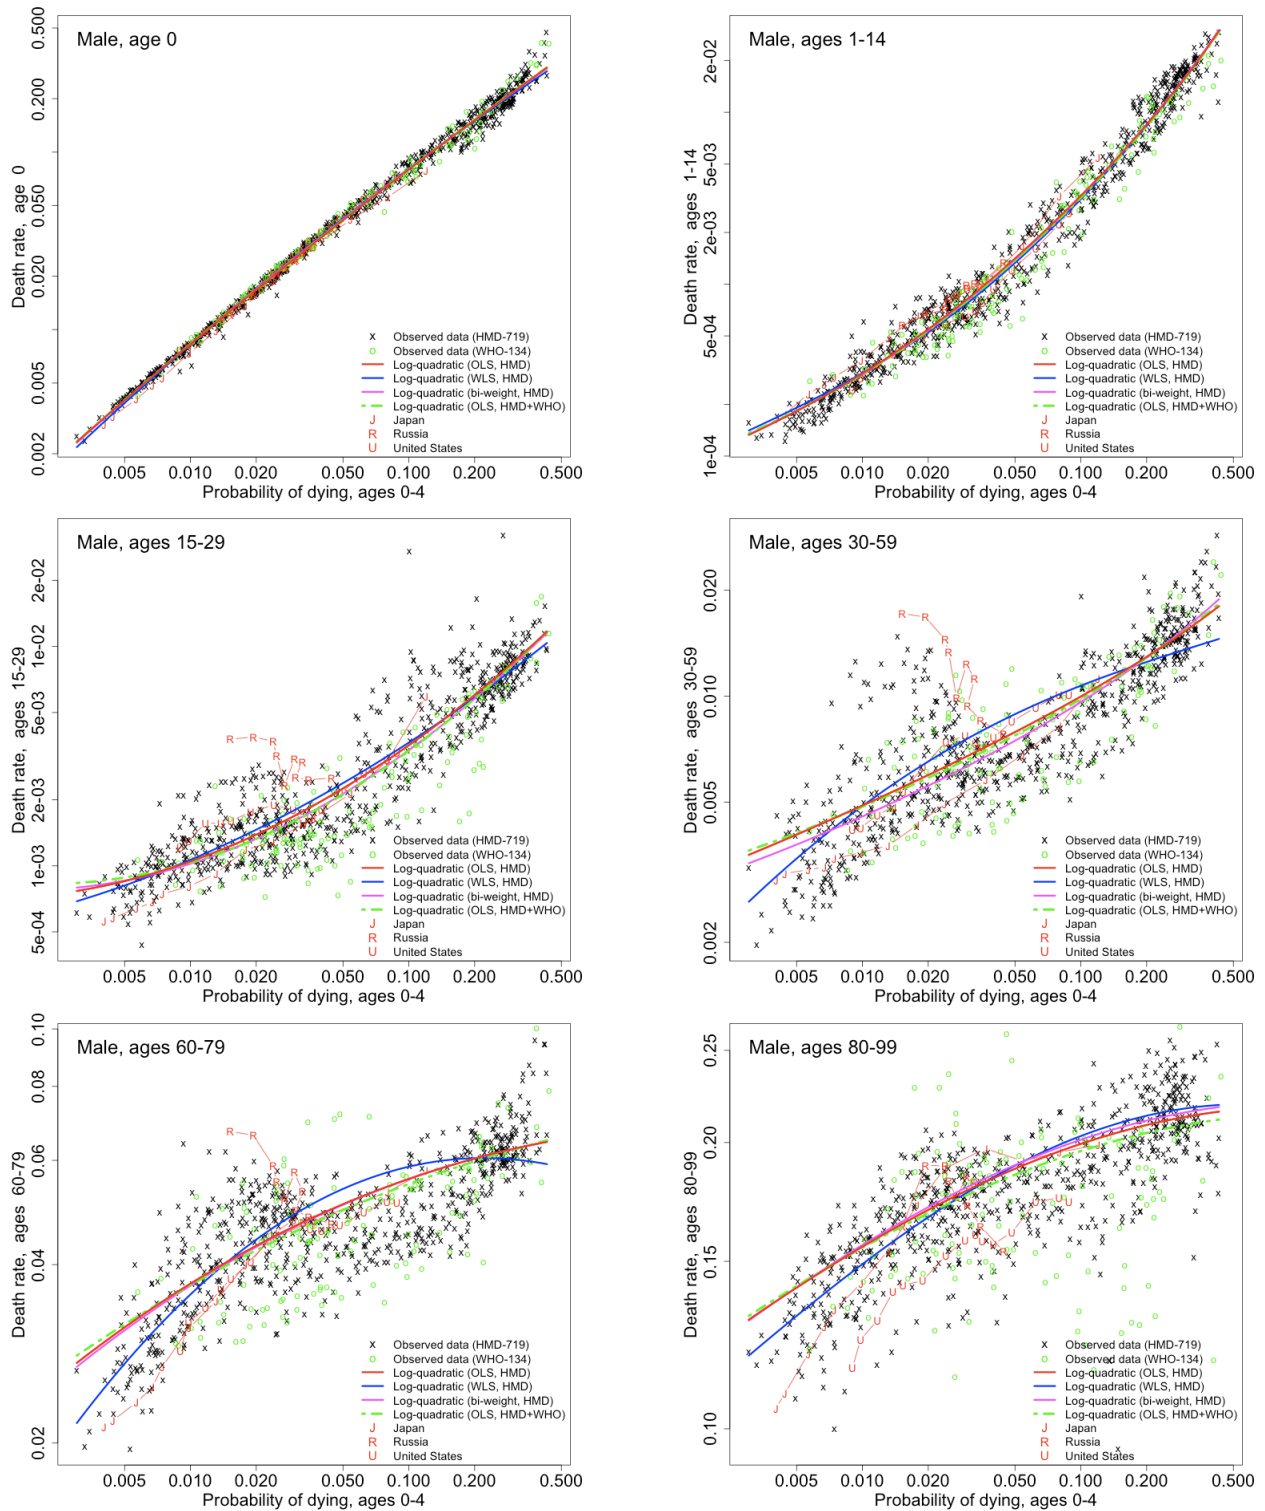 Male, age 0
Death rate, age 0
0.002 0.005 0.020 0.050 0.200 0.500
Observed data (HMD-719)
Observed data (WHO-134)
Log-quadratic (OLS, HMD)
Log-quadratic (WLS, HMD)
Log-quadratic (bi-weight, HMD)
Log-quadratic (OLS, HMD+WHO)
J Japan
R Russia
U United States
0.005 0.010 0.020 0.050 0.100 0.200 0.500
Probability of dying, ages 0-4
Male, ages 1-14
Death rate, ages 1-14
1e-04 5e-04 2e-03 5e-03 2e-02
Observed data (HMD-719)
Observed data (WHO-134)
Log-quadratic (OLS, HMD)
Log-quadratic (WLS, HMD)
Log-quadratic (bi-weight, HMD)
Log-quadratic (OLS, HMD+WHO)
J Japan
R Russia
U United States
0.005 0.010 0.020 0.050 0.100 0.200 0.500
Probability of dying, ages 0-4
Male, ages 15-29
Death rate, ages 15-29
5e-04 1e-03 2e-03 5e-03 1e-02 2e-02
Observed data (HMD-719)
Observed data (WHO-134)
Log-quadratic (OLS, HMD)
Log-quadratic (WLS, HMD)
Log-quadratic (bi-weight, HMD)
Log-quadratic (OLS, HMD+WHO)
J Japan
R Russia
U United States
0.005 0.010 0.020 0.050 0.100 0.200 0.500
Probability of dying, ages 0-4
Male, ages 30-59
Death rate, ages 30-59
0.002 0.005 0.010 0.020
Observed data (HMD-719)
Observed data (WHO-134)
Log-quadratic (OLS, HMD)
Log-quadratic (WLS, HMD)
Log-quadratic (bi-weight, HMD)
Log-quadratic (OLS, HMD+WHO)
J Japan
R Russia
U United States
0.005 0.010 0.020 0.050 0.100 0.200 0.500
Probability of dying, ages 0-4
Male, ages 60-79
Death rate, ages 60-79
0.02 0.04 0.06 0.08 0.10
Observed data (HMD-719)
Observed data (WHO-134)
Log-quadratic (OLS, HMD)
Log-quadratic (WLS, HMD)
Log-quadratic (bi-weight, HMD)
Log-quadratic (OLS, HMD+WHO)
J Japan
R Russia
U United States
0.005 0.010 0.020 0.050 0.100 0.200 0.500
Probability of dying, ages 0-4
Male, ages 80-99
Death rate, ages 80-99
0.10 0.15 0.20 0.25
Observed data (HMD-719)
Observed data (WHO-134)
Log-quadratic (OLS, HMD)
Log-quadratic (WLS, HMD)
Log-quadratic (bi-weight, HMD)
Log-quadratic (OLS, HMD+WHO)
J Japan
R Russia
U United States
0.005 0.010 0.020 0.050 0.100 0.200 0.500
Probability of dying, ages 0-4